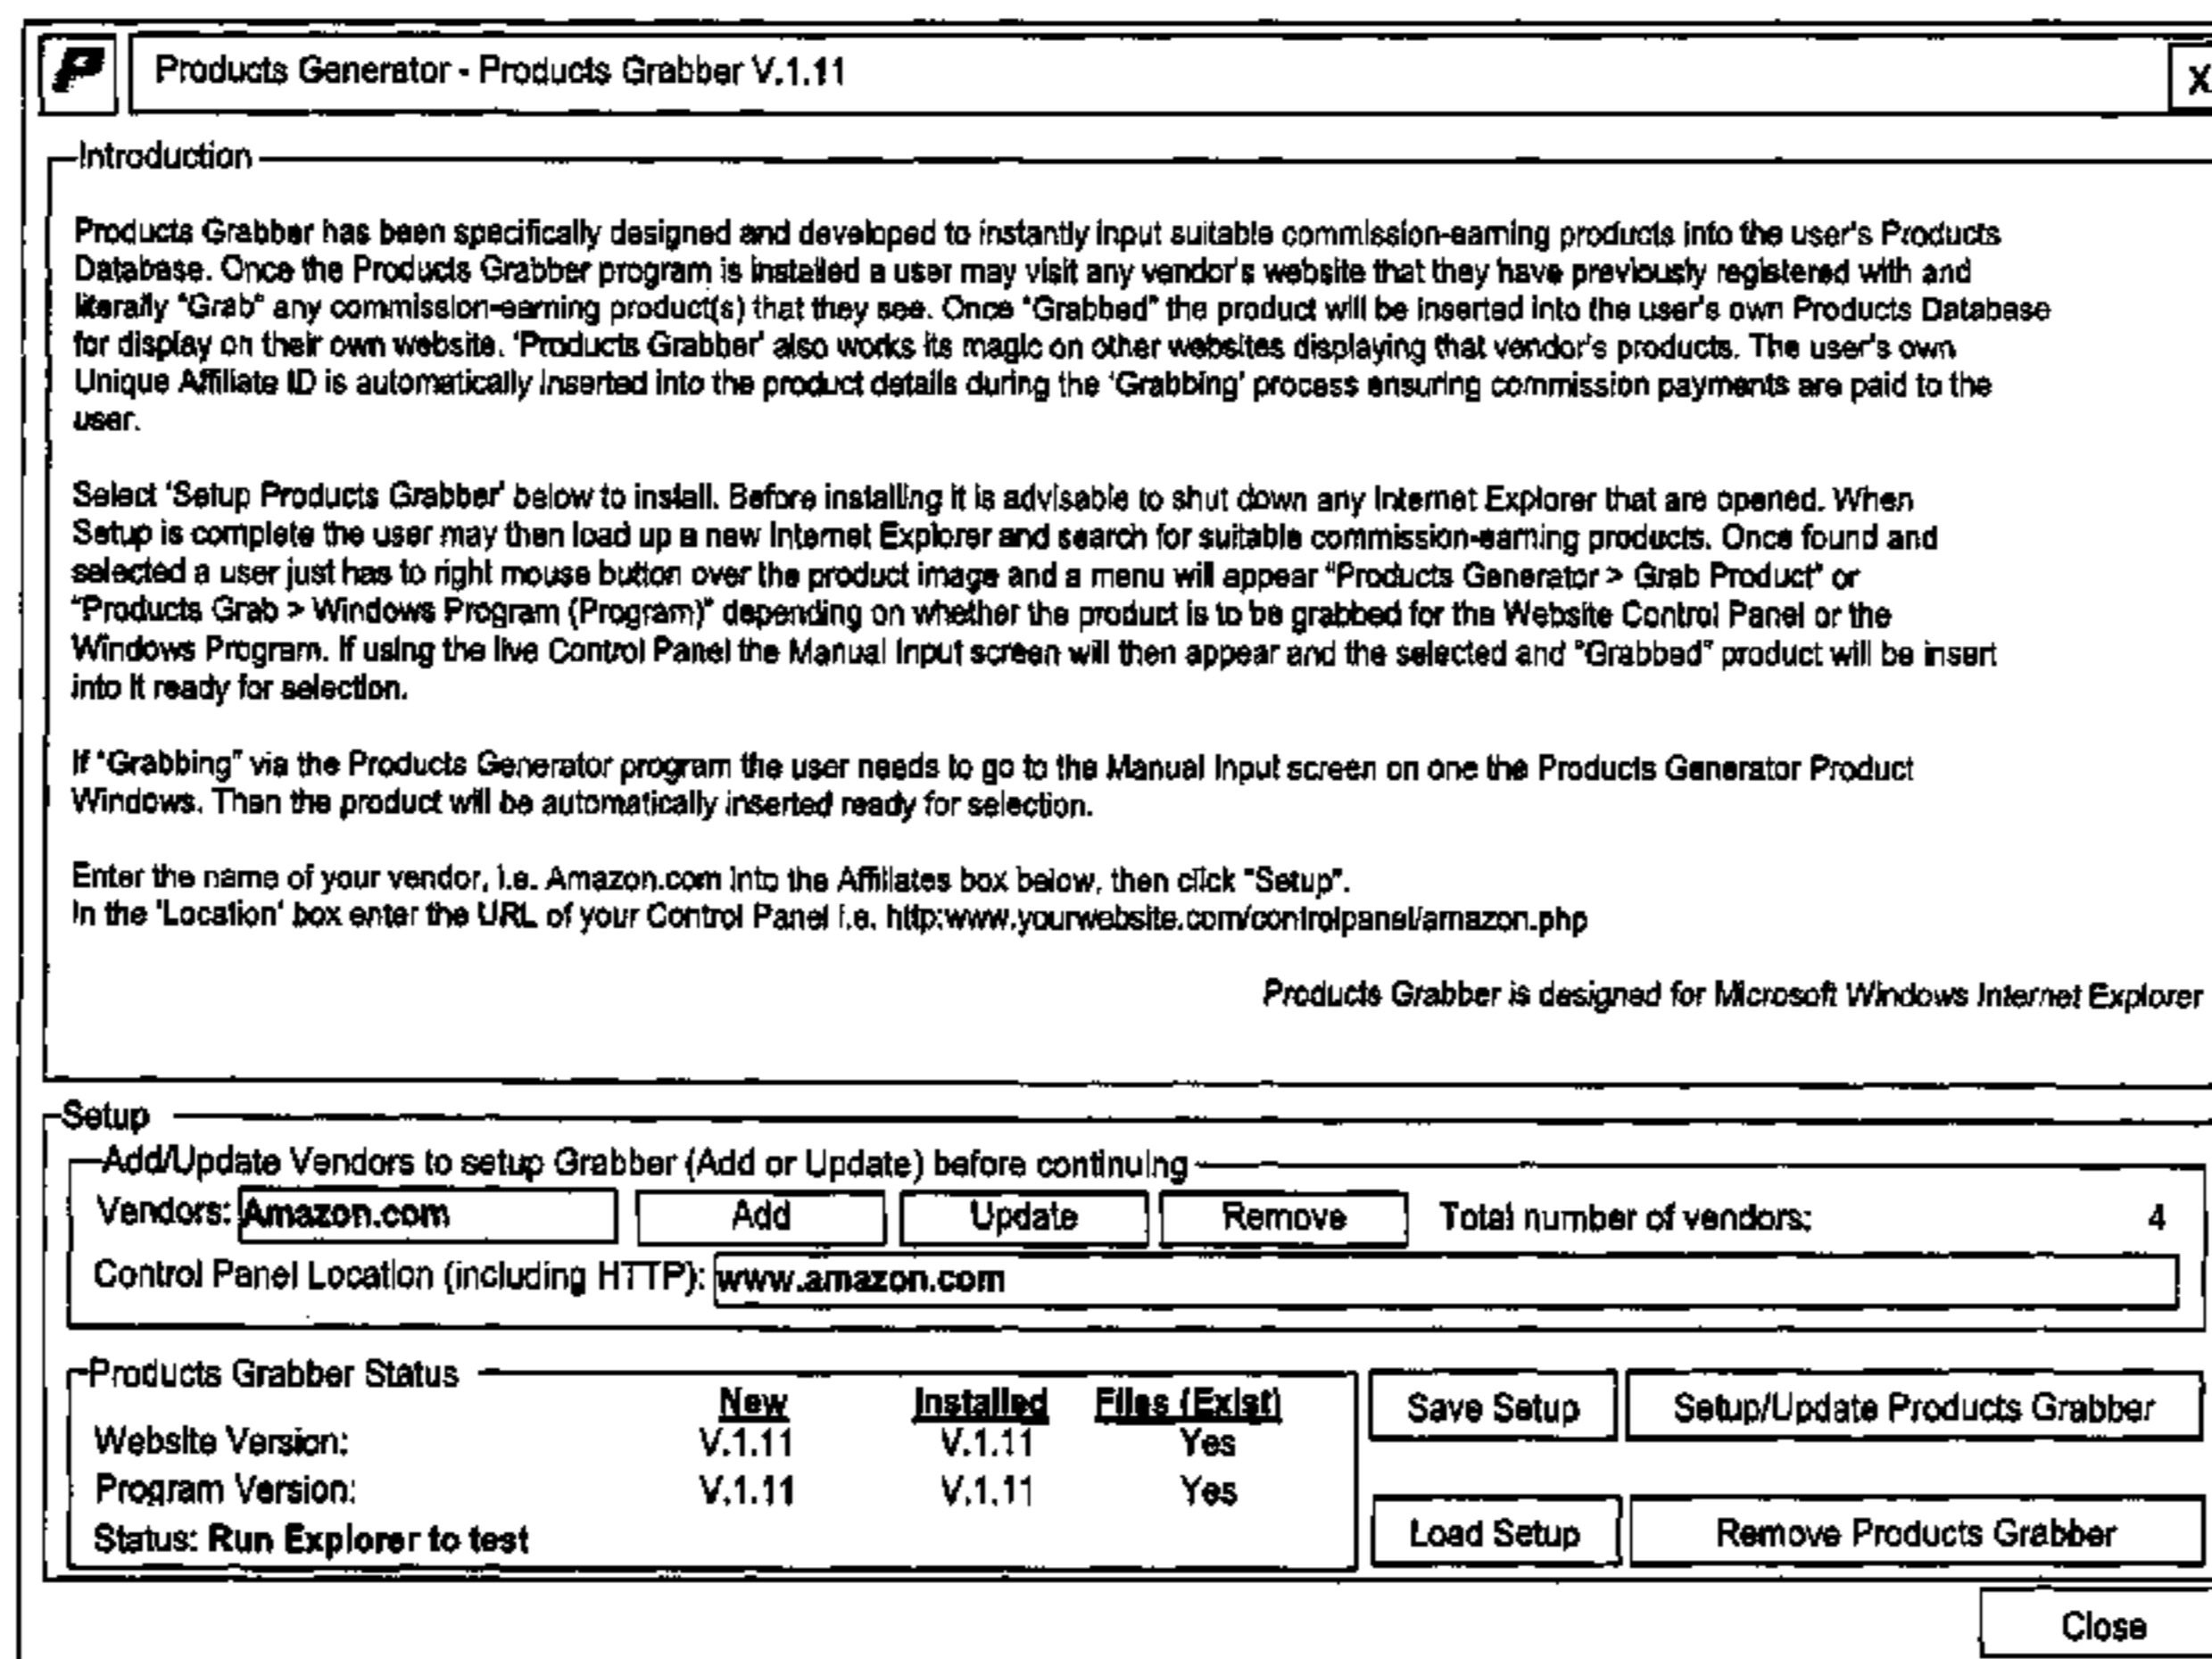 P Products Generator - Products Grabber V.1.11 X
Introduction
Products Grabber has been specifically designed and developed to instantly input suitable commission-earning products into the user's Products
Database. Once the Products Grabber program is installed a user may visit any vendor's website that they have previously registered with and
literally "Grab" any commission-earning product(s) that they see. Once "Grabbed" the product will be inserted into the user's own Products Database
for display on their own website. 'Products Grabber' also works its magic on other websites displaying that vendor's products. The user's own
Unique Affiliate ID is automatically inserted into the product details during the 'Grabbing' process ensuring commission payments are paid to the
user.
Select 'Setup Products Grabber' below to install. Before installing it is advisable to shut down any Internet Explorer that are opened. When
Setup is complete the user may then load up a new Internet Explorer and search for suitable commission-earning products. Once found and
selected a user just has to right mouse button over the product image and a menu will appear "Products Generator > Grab Product" or
"Products Grab > Windows Program (Program)" depending on whether the product is to be grabbed for the Website Control Panel or the
Windows Program. If using the live Control Panel the Manual Input screen will then appear and the selected and "Grabbed" product will be insert
into it ready for selection.
If "Grabbing" via the Products Generator program the user needs to go to the Manual Input screen on one the Products Generator Product
Windows. Then the product will be automatically inserted ready for selection.
Enter the name of your vendor, i.e. Amazon.com into the Affiliates box below, then click "Setup".
In the 'Location' box enter the URL of your Control Panel i.e. http:www.yourwebsite.com/controlpanel/amazon.php
Products Grabber is designed for Microsoft Windows Internet Explorer
Setup
Add/Update Vendors to setup Grabber (Add or Update) before continuing
Vendors: Amazon.com Add Update Remove Total number of vendors: 4
Control Panel Location (including HTTP): www.amazon.com
Products Grabber Status
New Installed Files (Exist) Save Setup Setup/Update Products Grabber
Website Version: V.1.11 V.1.11 Yes
Program Version: V.1.11 V.1.11 Yes
Status: Run Explorer to test Load Setup Remove Products Grabber
Close